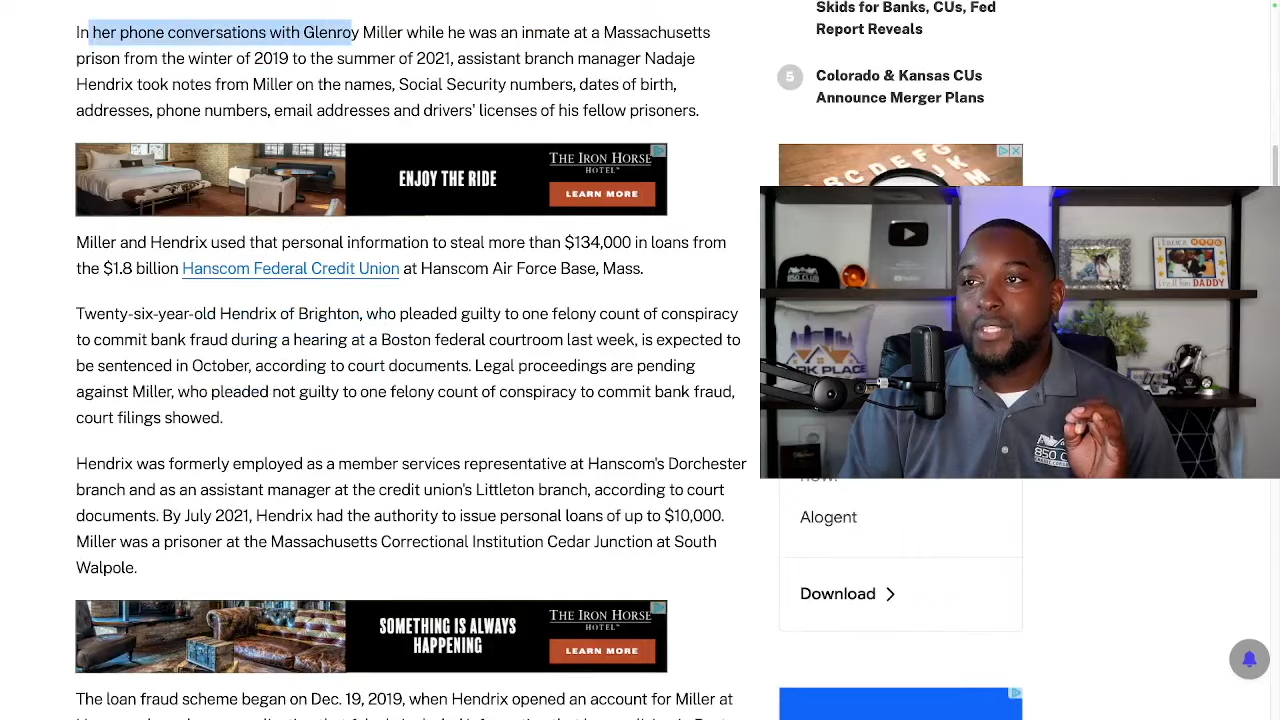 In her phone conversations with Glenroy Miller while he was an inmate at a Massachusetts
prison from the winter of 2019 to the summer of 2021, assistant branch manager Nadaje
Hendrix took notes from Miller on the names, Social Security numbers, dates of birth,
addresses, phone numbers, email addresses and drivers' licenses of his fellow prisoners.
ENJOY THE RIDE
THE IRON HORSE
HOTEL
LEARN MORE
Miller and Hendrix used that personal information to steal more than $134,000 in loans from
the $1.8 billion Hanscom Federal Credit Union at Hanscom Air Force Base, Mass.
Twenty-six-year-old Hendrix of Brighton, who pleaded guilty to one felony count of conspiracy
to commit bank fraud during a hearing at a Boston federal courtroom last week, is expected to
be sentenced in October, according to court documents. Legal proceedings are pending
against Miller, who pleaded not guilty to one felony count of conspiracy to commit bank fraud,
court filings showed.
Hendrix was formerly employed as a member services representative at Hanscom's Dorchester
branch and as an assistant manager at the credit union's Littleton branch, according to court
documents. By July 2021, Hendrix had the authority to issue personal loans of up to $10,000.
Miller was a prisoner at the Massachusetts Correctional Institution Cedar Junction at South
Walpole.
SOMETHING IS ALWAYS
HAPPENING
THE IRON HORSE
HOTEL
LEARN MORE
The loan fraud scheme began on Dec. 19, 2019, when Hendrix opened an account for Miller at
Skids for Banks, CUs, Fed
Report Reveals
5
Colorado & Kansas CUs
Announce Merger Plans
A B C D E F G
850 CLUB
DADDY
PARK PLACE
850 C
Alogent
Download